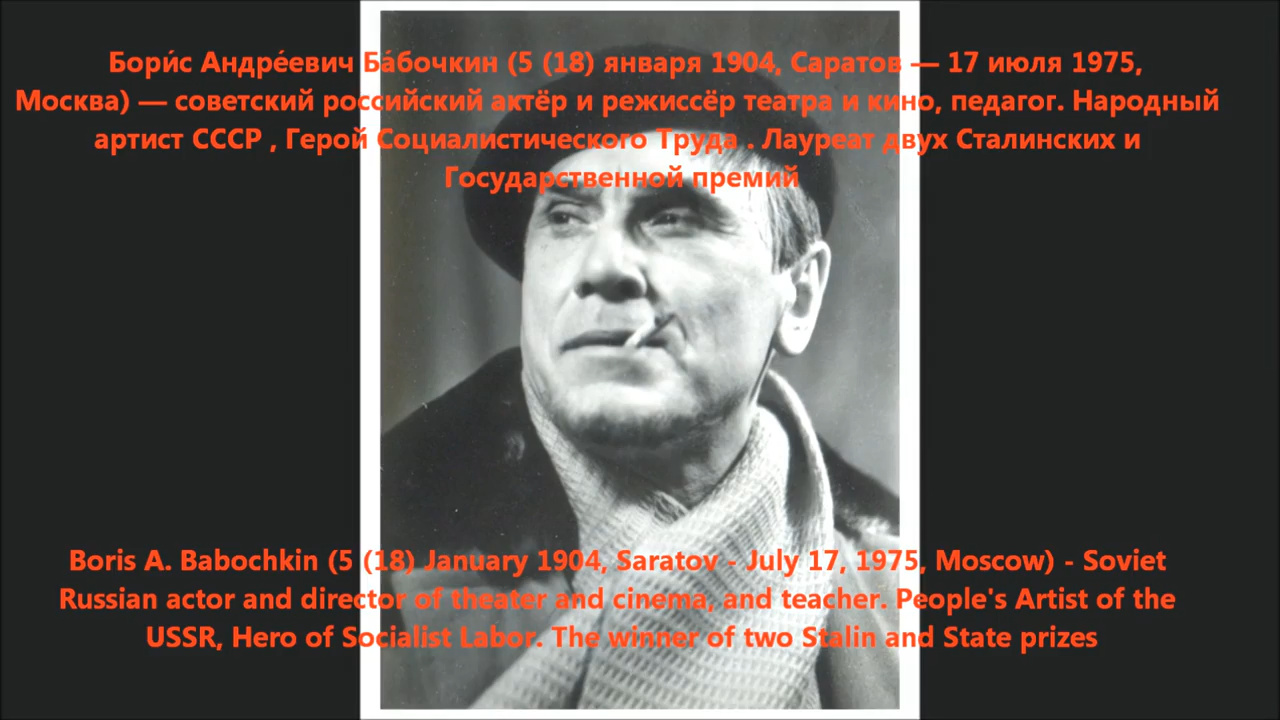 Бори́с Андре́евич Ба́бочкин (5 (18) января 1904, Саратов — 17 июля 1975,
Москва) — советский российский актёр и режиссёр театра и кино, педагог. Народный
артист СССР , Герой Социалистического Труда . Лауреат двух Сталинских и
Государственной премий
Boris A. Babochkin (5 (18) January 1904, Saratov - July 17, 1975, Moscow) - Soviet
Russian actor and director of theater and cinema, and teacher. People's Artist of the
USSR, Hero of Socialist Labor. The winner of two Stalin and State prizes